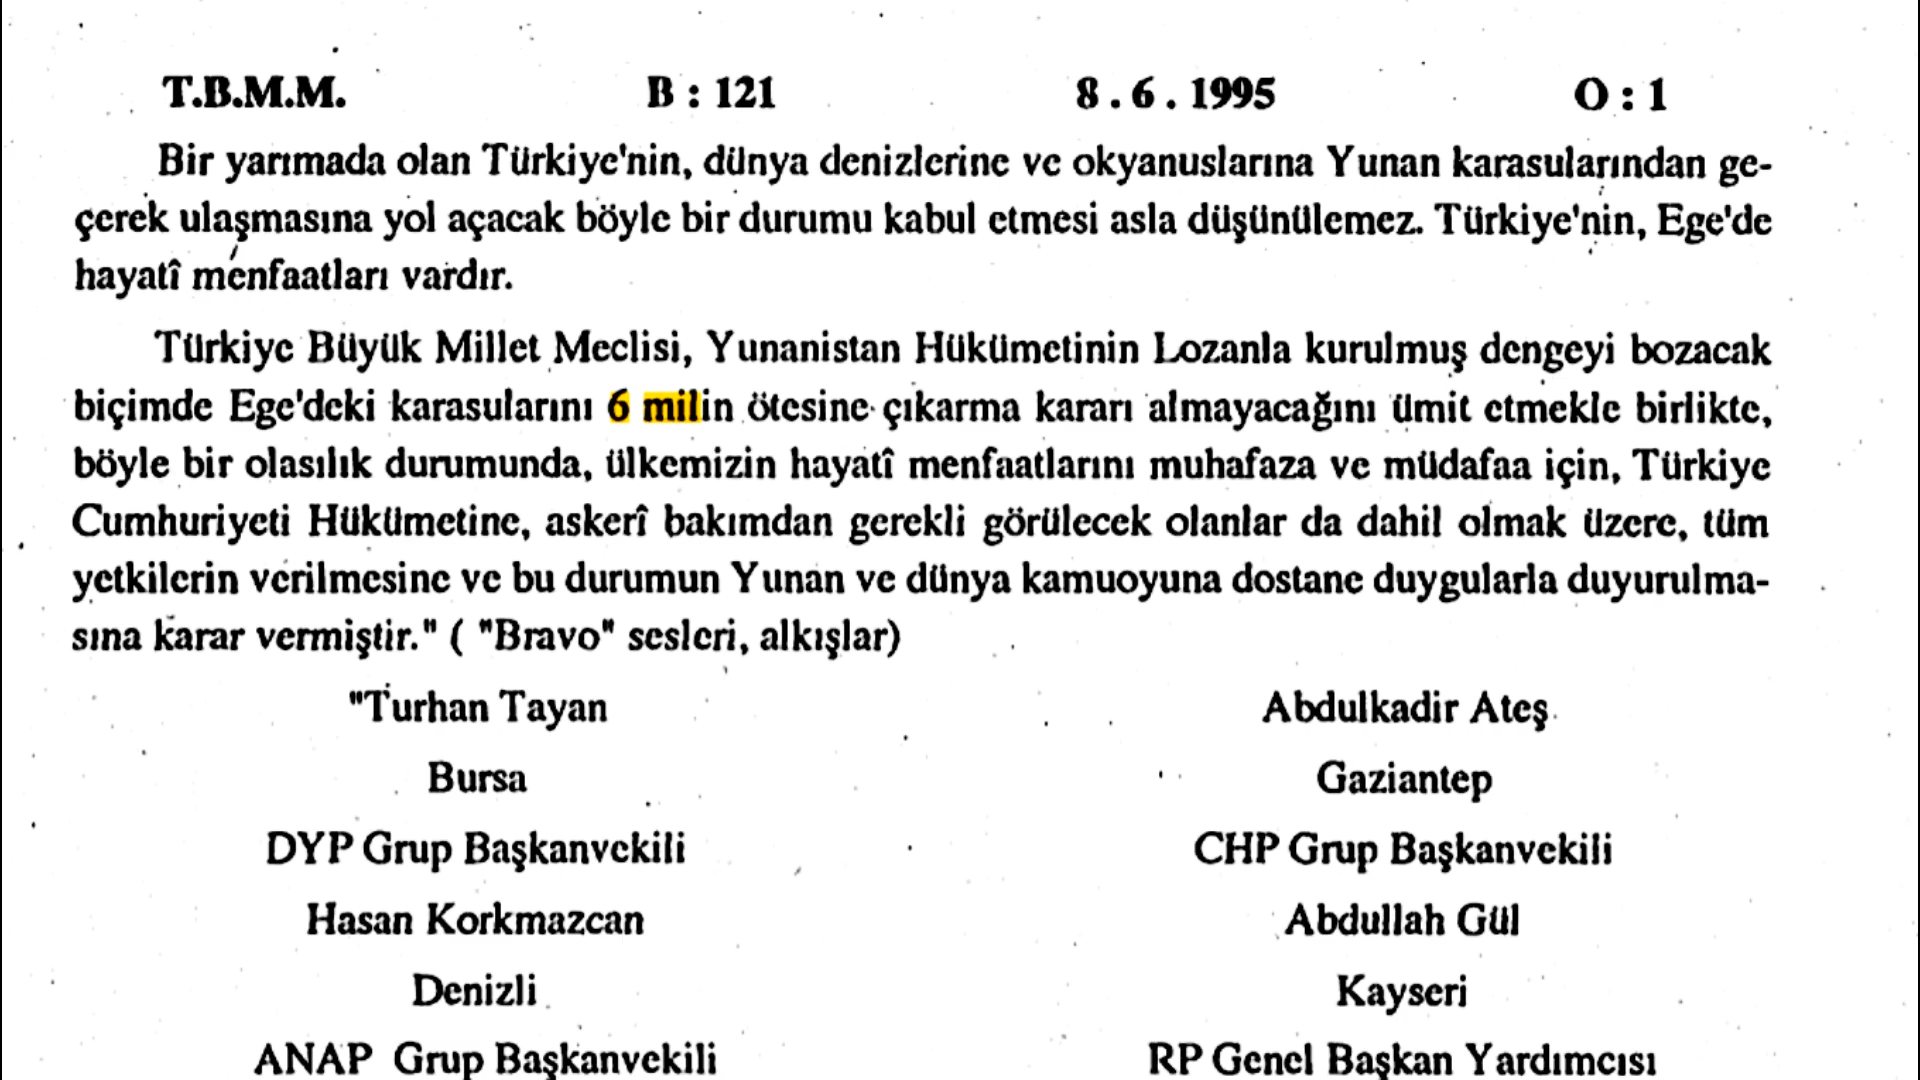 T.B.M.M. B : 121 8 . 6 . 1995 O : 1
Bir yarımada olan Türkiye'nin, dünya denizlerine ve okyanuslarına Yunan karasularından ge-
çerek ulaşmasına yol açacak böyle bir durumu kabul etmesi asla düşünülemez. Türkiye'nin, Ege'de
hayatî menfaatları vardır.
Türkiye Büyük Millet Meclisi, Yunanistan Hükümetinin Lozanla kurulmuş dengeyi bozacak
biçimde Ege'deki karasularını 6 milin ötesine çıkarma kararı almayacağını ümit etmekle birlikte,
böyle bir olasılık durumunda, ülkemizin hayatî menfaatlarını muhafaza ve müdafaa için, Türkiye
Cumhuriyeti Hükümetine, askerî bakımdan gerekli görülecek olanlar da dahil olmak üzere, tüm
yetkilerin verilmesine ve bu durumun Yunan ve dünya kamuoyuna dostane duygularla duyurulma-
sına karar vermiştir." ( "Bravo" sesleri, alkışlar)
"Turhan Tayan Abdulkadir Ateş
Bursa Gaziantep
DYP Grup Başkanvekili CHP Grup Başkanvekili
Hasan Korkmazcan Abdullah Gül
Denizli Kayseri
ANAP Grup Başkanvekili RP Genel Başkan Yardımcısı